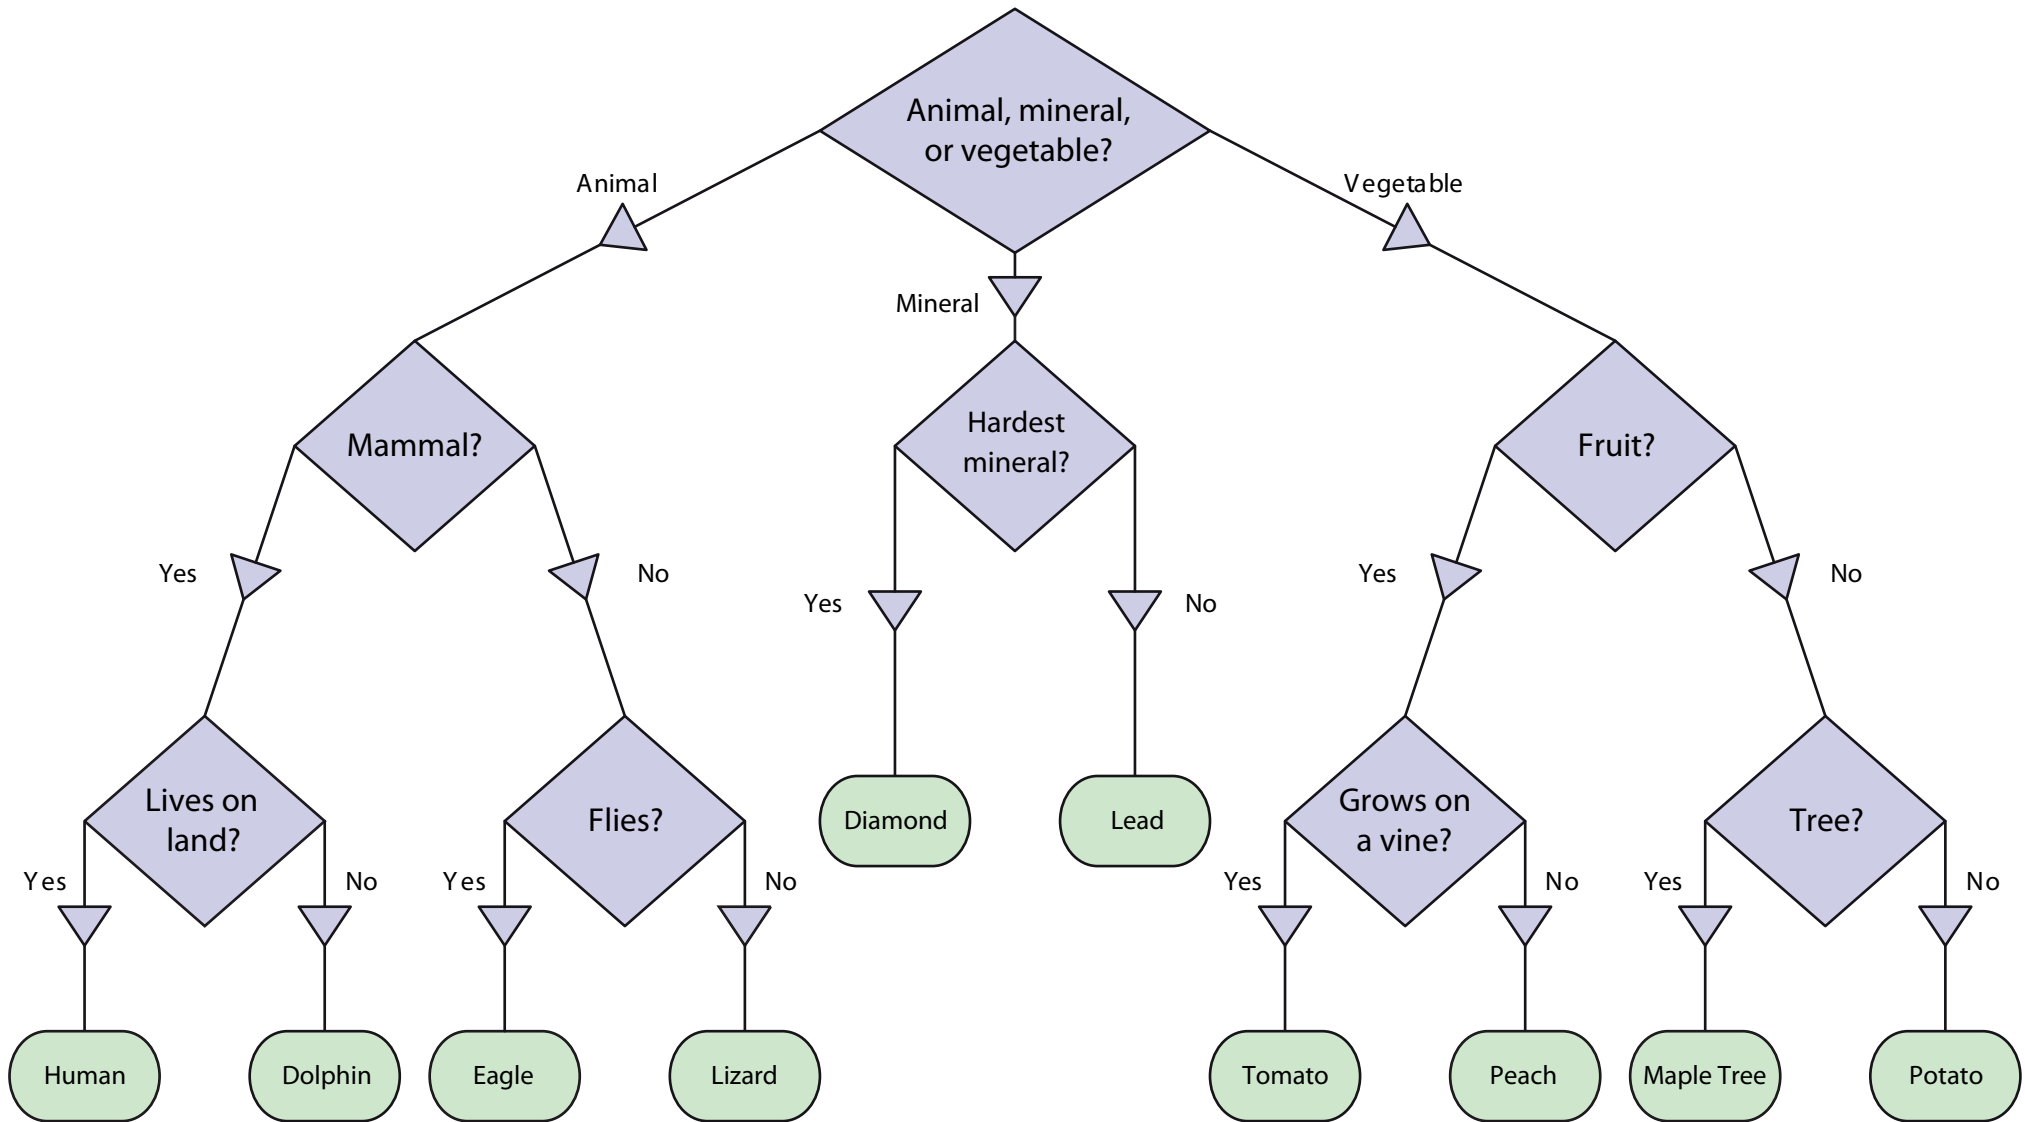 Animal, mineral,
or vegetable?
Animal
Vegetable
Mineral
Mammal?
Hardest
mineral?
Fruit?
Yes
No
Yes
No
Yes
No
Lives on
land?
Flies?
Diamond
Lead
Grows on
a vine?
Tree?
Yes
No
Yes
No
Yes
No
Yes
No
Human
Dolphin
Eagle
Lizard
Tomato
Peach
Maple Tree
Potato